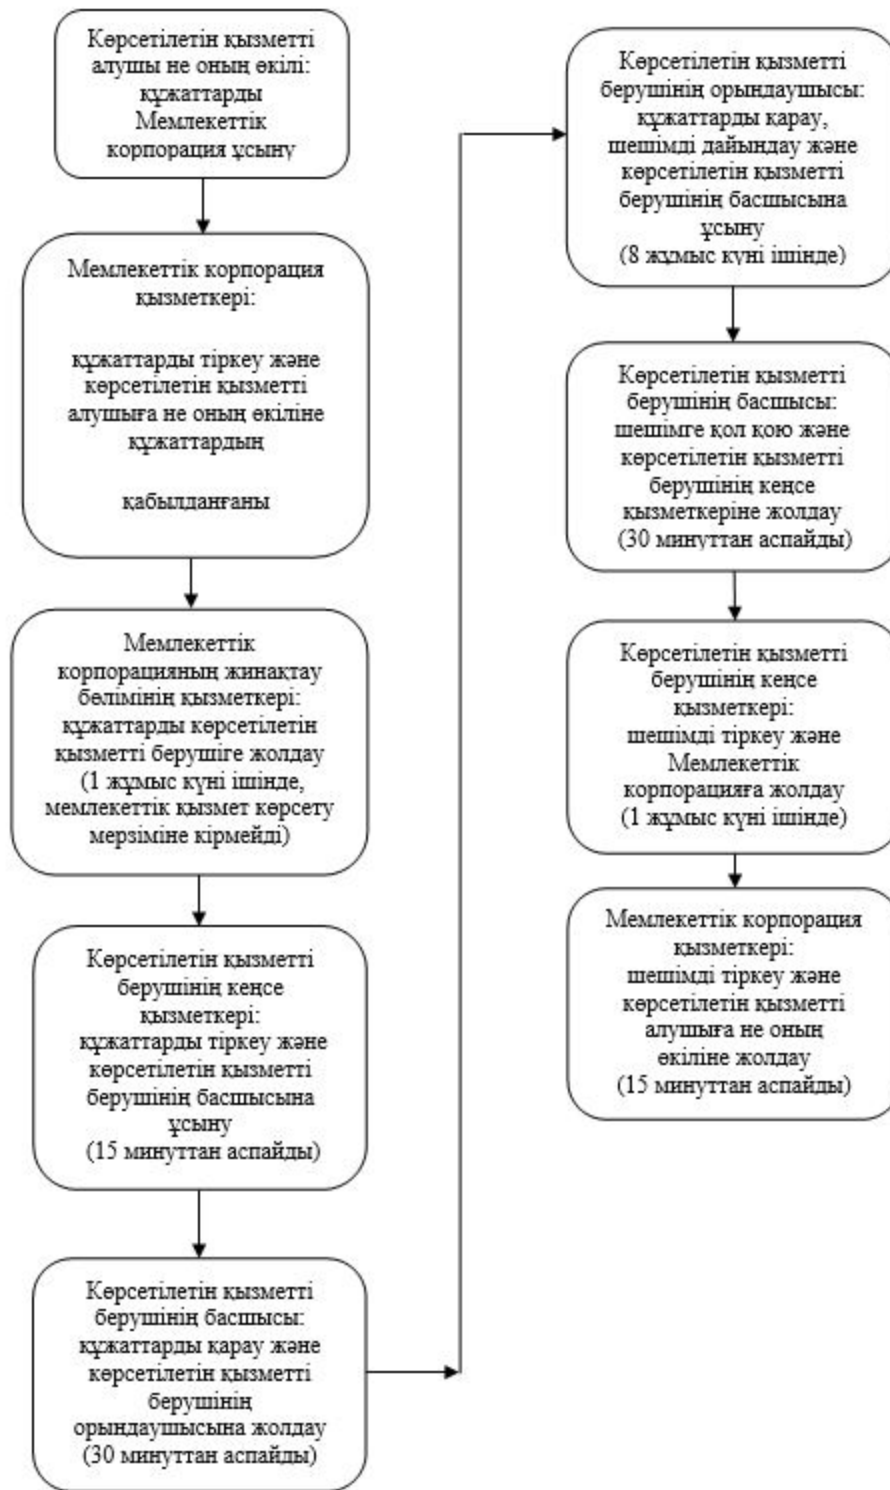 Көрсетілетін қызметті
алушы не оның өкілі:
құжаттарды
Мемлекеттік
корпорация ұсыну
Мемлекеттік корпорация
қызметкері:
құжаттарды тіркеу және
көрсетілетін қызметті
алушыға не оның өкіліне
құжаттардың
қабылданғаны
Мемлекеттік
корпорацияның жинақтау
бөлімінің қызметкері:
құжаттарды көрсетілетін
қызметті берушіге жолдау
(1 жұмыс күні ішінде,
мемлекеттік қызмет көрсету
мерзіміне кірмейді)
Көрсетілетін қызметті
берушінің кеңсе
қызметкері:
құжаттарды тіркеу және
көрсетілетін қызметті
берушінің басшысына
ұсыну
(15 минуттан аспайды)
Көрсетілетін қызметті
берушінің басшысы:
құжаттарды қарау және
көрсетілетін қызметті
берушінің
орындаушысына жолдау
(30 минуттан аспайды)
Көрсетілетін қызметті
берушінің орындаушысы:
құжаттарды қарау,
шешімді дайындау және
көрсетілетін қызметті
берушінің басшысына
ұсыну
(8 жұмыс күні ішінде)
Көрсетілетін қызметті
берушінің басшысы:
шешімге қол қою және
көрсетілетін қызметті
берушінің кеңсе
қызметкеріне жолдау
(30 минуттан аспайды)
Көрсетілетін қызметті
берушінің кеңсе
қызметкері:
шешімді тіркеу және
Мемлекеттік
корпорацияға жолдау
(1 жұмыс күні ішінде)
Мемлекеттік корпорация
қызметкері:
шешімді тіркеу және
көрсетілетін қызметті
алушыға не оның
өкіліне жолдау
(15 минуттан аспайды)